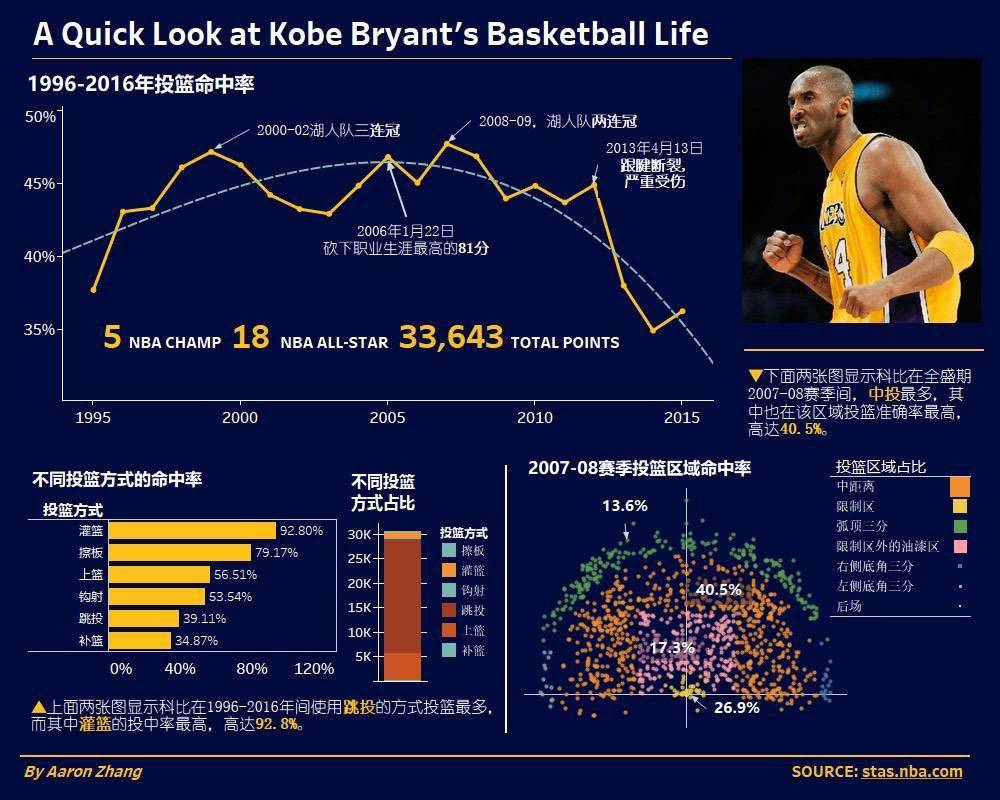 A Quick Look at Kobe Bryant's Basketball Life
1996-2016年投篮命中率
50%
45%
40%
35%
2000-02湖人队三连冠
2008-09, 湖人队两连冠
2013年4月13日
跟腱断裂,
严重受伤
2006年1月22日
砍下职业生涯最高的81分
5 NBA CHAMP 18 NBA ALL-STAR 33,643 TOTAL POINTS
1995 2000 2005 2010 2015
▼下面两张图显示科比在全盛期
2007-08赛季间, 中投最多, 其
中也在该区域投篮准确率最高,
高达40.5%。
不同投篮方式的命中率
投篮方式
灌篮 92.80%
擦板 79.17%
上篮 56.51%
钩射 53.54%
跳投 39.11%
补篮 34.87%
0% 40% 80% 120%
不同投篮
方式占比
30K
25K
20K
15K
10K
5K
投篮方式
擦板
灌篮
钩射
跳投
上篮
补篮
▲上面两张图显示科比在1996-2016年间使用跳投的方式投篮最多,
而其中灌篮的投中率最高, 高达92.8%。
2007-08赛季投篮区域命中率
13.6%
40.5%
17.3%
26.9%
投篮区域占比
中距离
限制区
弧顶三分
限制区外的油漆区
右侧底角三分
左侧底角三分
后场
By Aaron Zhang
SOURCE: stas.nba.com